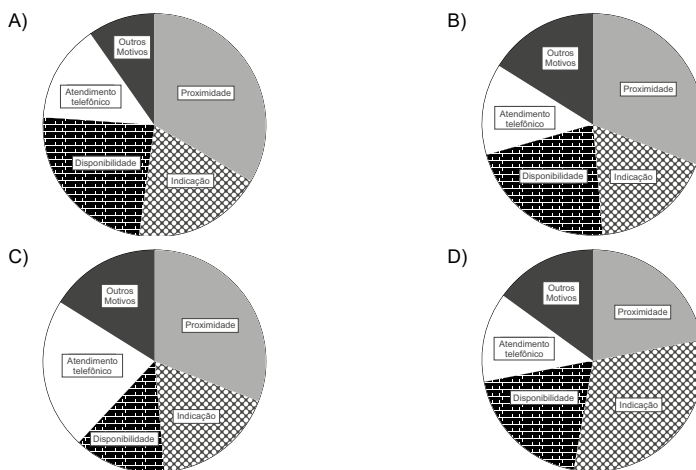 A)
Outros
Motivos
Proximidade
Atendimento
telefônico
Disponibilidade
Indicação
B)
Outros
Motivos
Proximidade
Atendimento
telefônico
Disponibilidade
Indicação
C)
Outros
Motivos
Proximidade
Atendimento
telefônico
Indicação
Disponibilidade
D)
Outros
Motivos
Proximidade
Atendimento
telefônico
Disponibilidade
Indicação